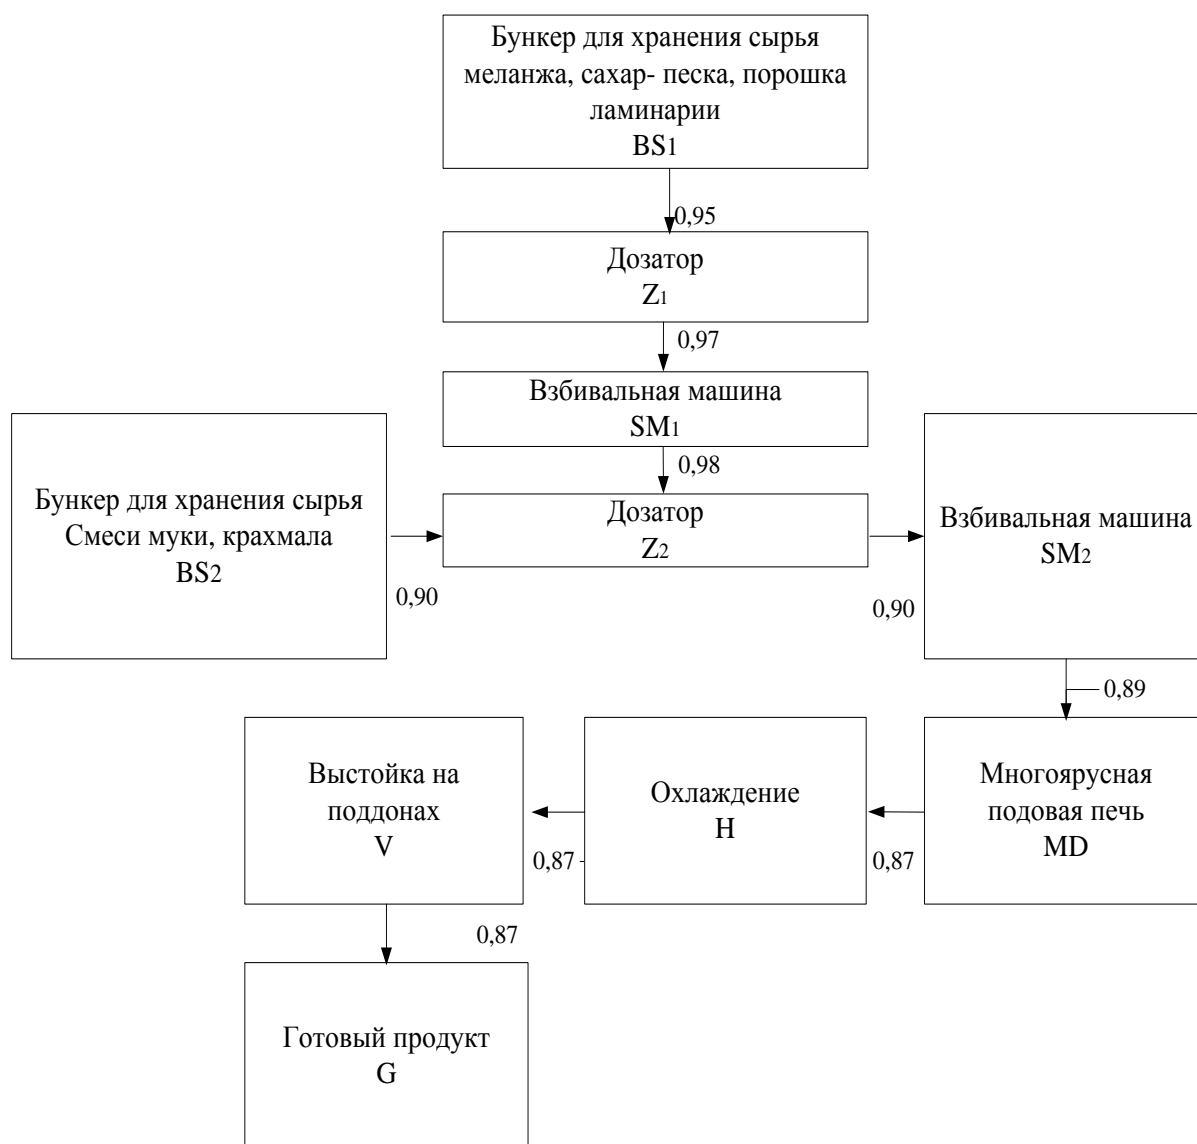 Бункер для хранения сырья
меланжа, сахар- песка, порошка
ламинарии
BS1
0,95
Дозатор
Z1
0,97
Взбивальная машина
SM1
0,98
Бункер для хранения сырья
Смеси муки, крахмала
BS2
0,90
Дозатор
Z2
0,90
Взбивальная машина
SM2
0,89
Многоярусная
подовая печь
MD
0,87
Охлаждение
H
0,87
Выстойка на
поддонах
V
0,87
Готовый продукт
G